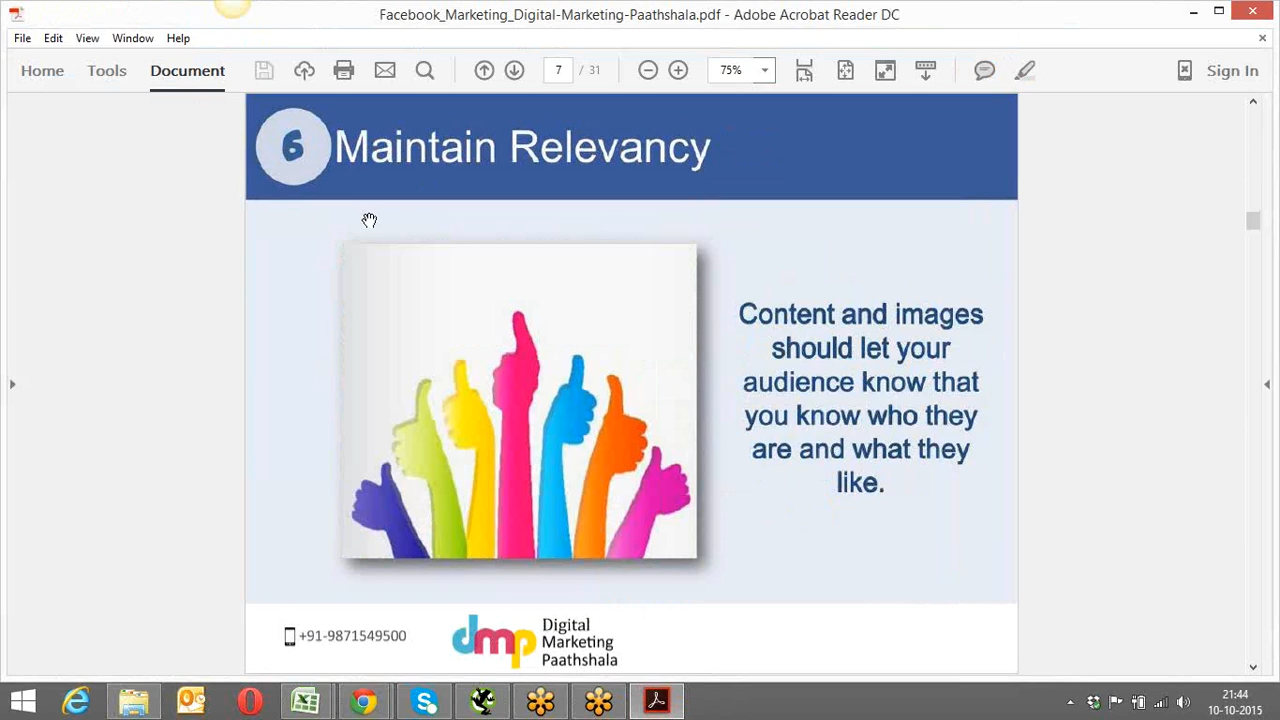 Facebook_Marketing_Digital-Marketing-Paathshala.pdf - Adobe Acrobat Reader DC
File Edit View Window Help
Home Tools Document 7 / 31 75% Sign In
6 Maintain Relevancy
Content and images
should let your
audience know that
you know who they
are and what they
like.
+91-9871549500
dmp
Digital
Marketing
Paathshala
21:44
10-10-2015